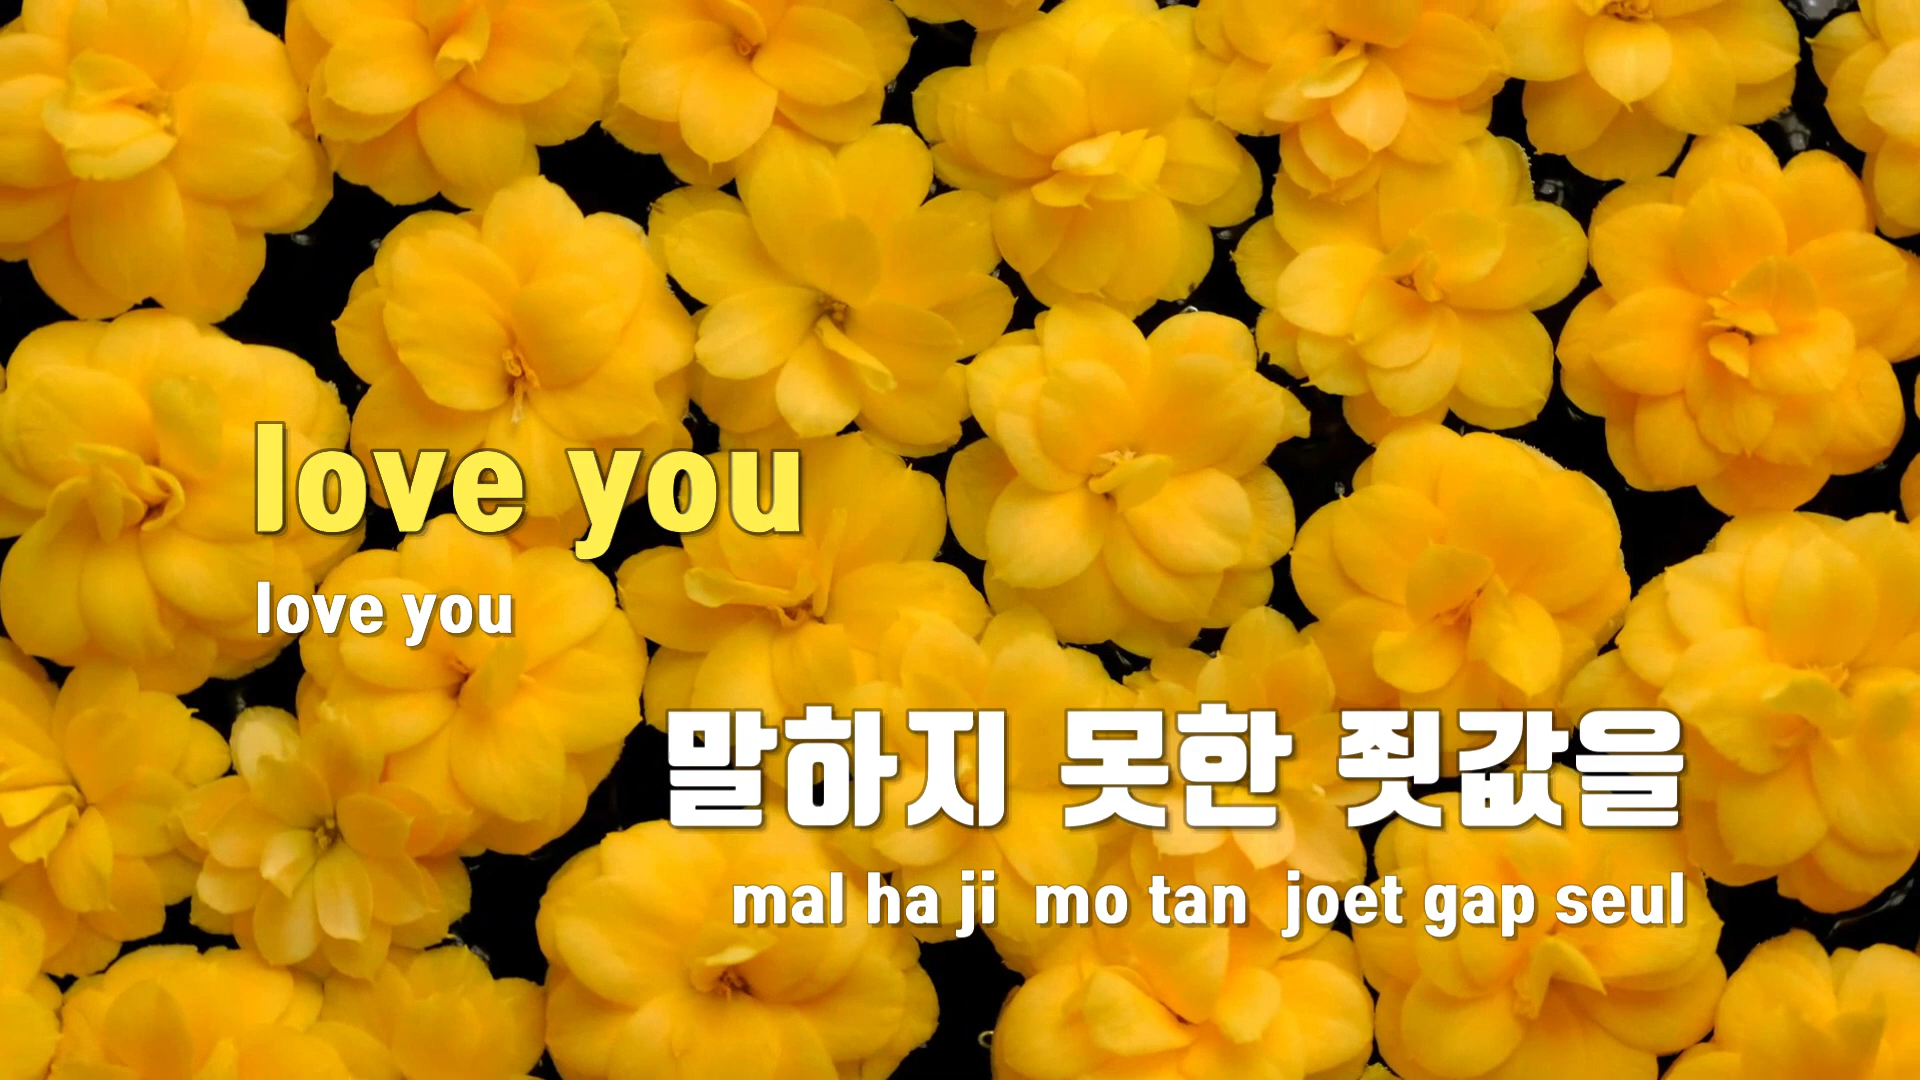 love you
love you
말하지 못한 죗값을
mal ha ji mo tan joet gap seul